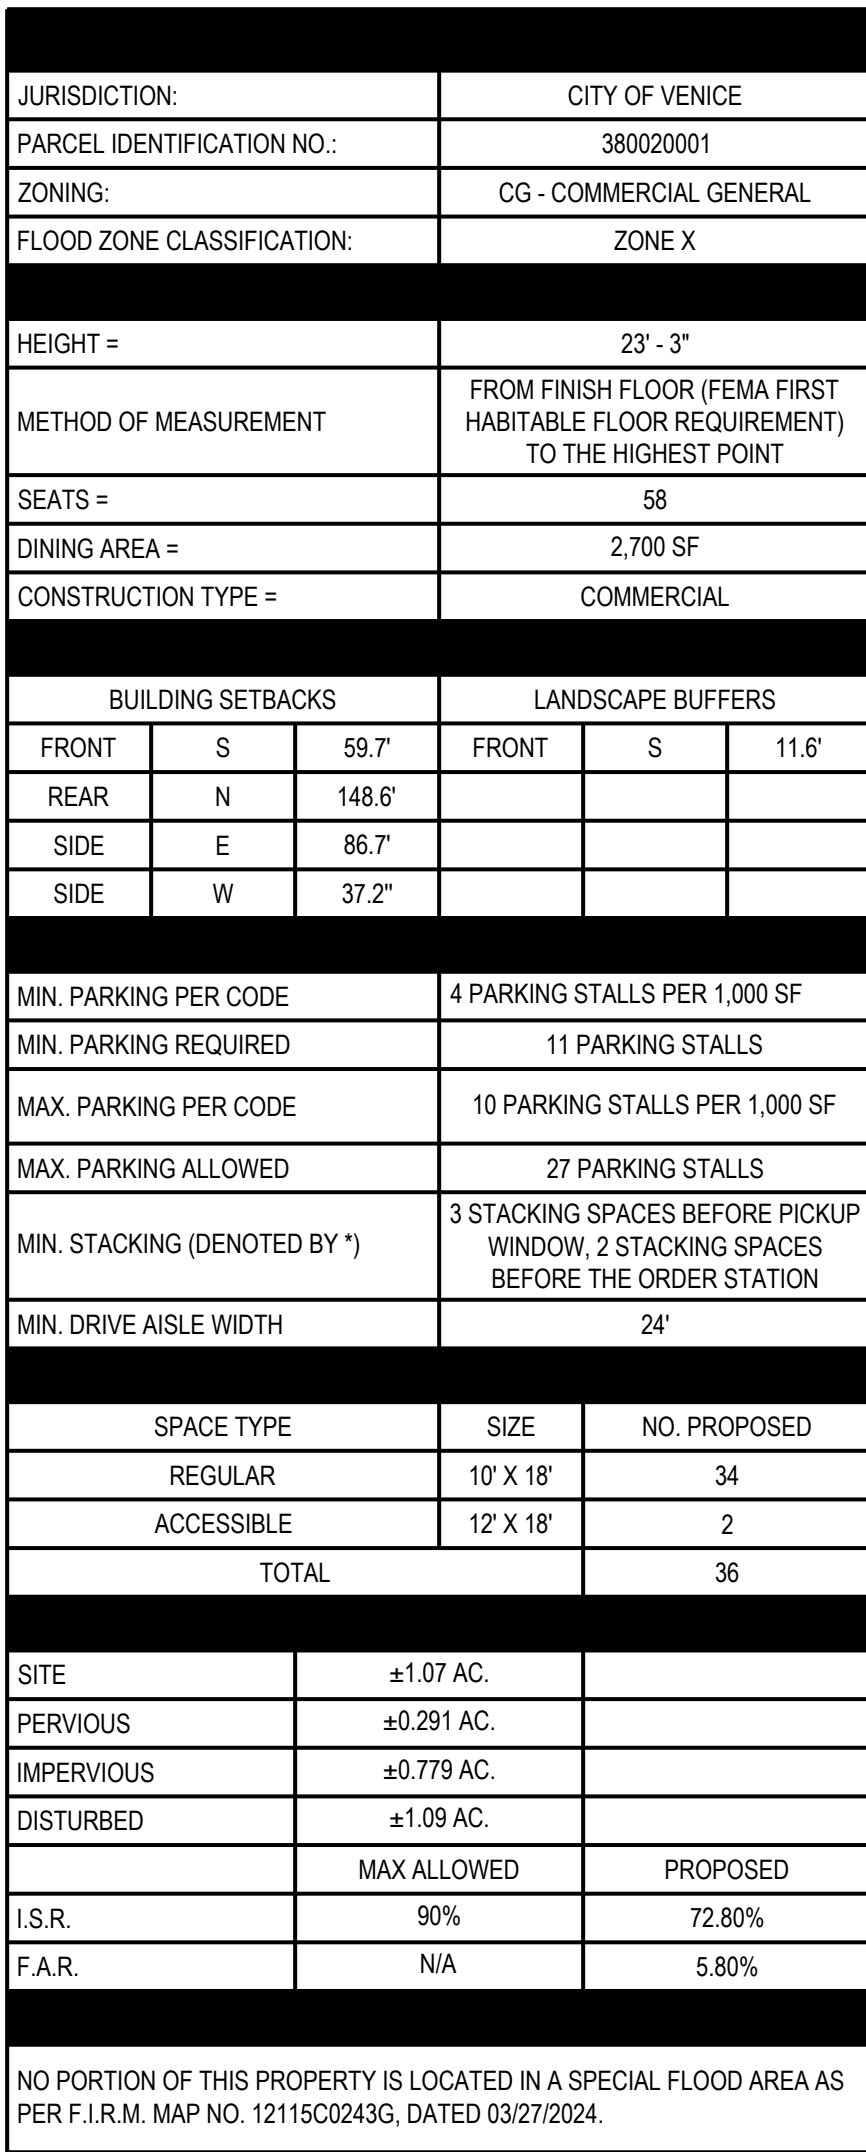 JURISDICTION: CITY OF VENICE
PARCEL IDENTIFICATION NO.: 380020001
ZONING: CG - COMMERCIAL GENERAL
FLOOD ZONE CLASSIFICATION: ZONE X
HEIGHT = 23' - 3"
METHOD OF MEASUREMENT
FROM FINISH FLOOR (FEMA FIRST
HABITABLE FLOOR REQUIREMENT)
TO THE HIGHEST POINT
SEATS = 58
DINING AREA = 2,700 SF
CONSTRUCTION TYPE = COMMERCIAL
BUILDING SETBACKS LANDSCAPE BUFFERS
FRONT S 59.7' FRONT S 11.6'
REAR N 148.6'
SIDE E 86.7'
SIDE W 37.2"
MIN. PARKING PER CODE 4 PARKING STALLS PER 1,000 SF
MIN. PARKING REQUIRED 11 PARKING STALLS
MAX. PARKING PER CODE 10 PARKING STALLS PER 1,000 SF
MAX. PARKING ALLOWED 27 PARKING STALLS
MIN. STACKING (DENOTED BY *)
3 STACKING SPACES BEFORE PICKUP
WINDOW, 2 STACKING SPACES
BEFORE THE ORDER STATION
MIN. DRIVE AISLE WIDTH 24'
SPACE TYPE SIZE NO. PROPOSED
REGULAR 10' X 18' 34
ACCESSIBLE 12' X 18' 2
TOTAL 36
SITE ±1.07 AC.
PERVIOUS ±0.291 AC.
IMPERVIOUS ±0.779 AC.
DISTURBED ±1.09 AC.
MAX ALLOWED PROPOSED
I.S.R. 90% 72.80%
F.A.R. N/A 5.80%
NO PORTION OF THIS PROPERTY IS LOCATED IN A SPECIAL FLOOD AREA AS
PER F.I.R.M. MAP NO. 12115C0243G, DATED 03/27/2024.